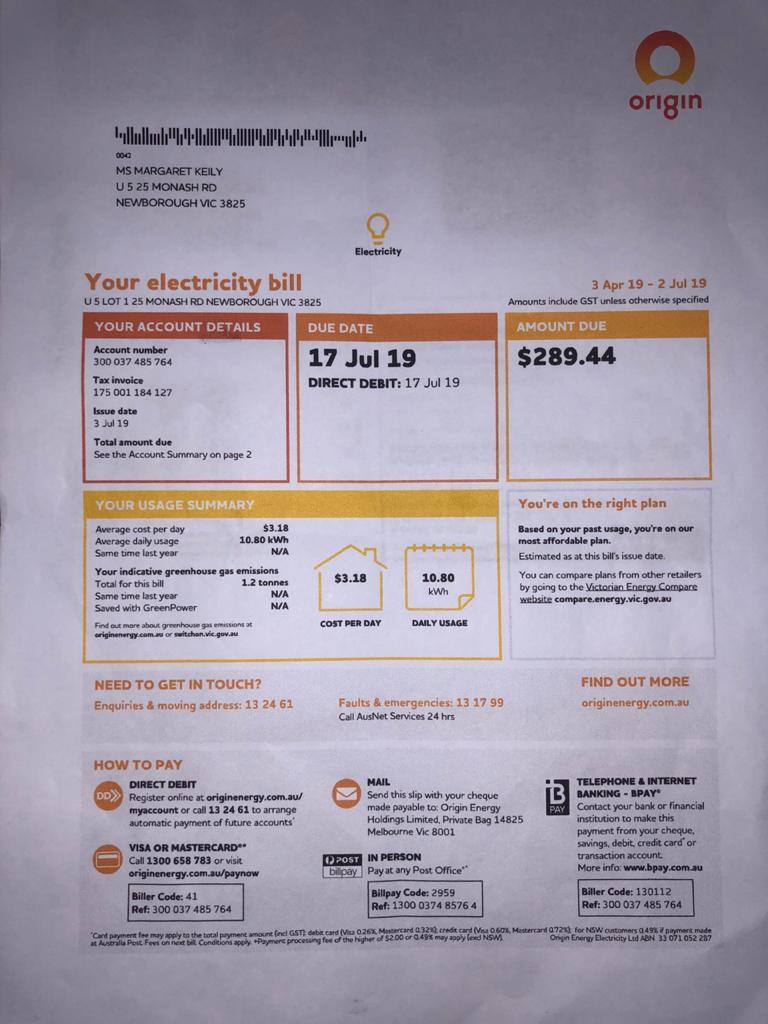 origin
0042
MS MARGARET KEILY
U 5 25 MONASH RD
NEWBOROUGH VIC 3825
Electricity
Your electricity bill
3 Apr 19 - 2 Jul 19
U 5 LOT 1 25 MONASH RD NEWBOROUGH VIC 3825
Amounts include GST unless otherwise specified
YOUR ACCOUNT DETAILS
Account number
300 037 485 764
Tax invoice
175 001 184 127
Issue date
3 Jul 19
Total amount due
See the Account Summary on page 2
DUE DATE
17 Jul 19
DIRECT DEBIT: 17 Jul 19
AMOUNT DUE
$289.44
YOUR USAGE SUMMARY
Average cost per day $3.18
Average daily usage 10.80 kWh
Same time last year N/A
Your indicative greenhouse gas emissions
Total for this bill 1.2 tonnes
Same time last year N/A
Saved with GreenPower N/A
Find out more about greenhouse gas emissions at
originenergy.com.au or switchon.vic.gov.au
$3.18
COST PER DAY
10.80
kWh
DAILY USAGE
You're on the right plan
Based on your past usage, you're on our
most affordable plan.
Estimated as at this bill's issue date.
You can compare plans from other retailers
by going to the Victorian Energy Compare
website compare.energy.vic.gov.au
NEED TO GET IN TOUCH?
Enquiries & moving address: 13 24 61
Faults & emergencies: 13 17 99
Call AusNet Services 24 hrs
FIND OUT MORE
originenergy.com.au
HOW TO PAY
DD
DIRECT DEBIT
Register online at originenergy.com.au/
myaccount or call 13 24 61 to arrange
automatic payment of future accounts*
VISA OR MASTERCARD**
Call 1300 658 783 or visit
originenergy.com.au/paynow
Biller Code: 41
Ref: 300 037 485 764
MAIL
Send this slip with your cheque
made payable to: Origin Energy
Holdings Limited, Private Bag 14825
Melbourne Vic 8001
POST
billpay
IN PERSON
Pay at any Post Office*+
Billpay Code: 2959
Ref: 1300 0374 8576 4
B
PAY
TELEPHONE & INTERNET
BANKING - BPAY®
Contact your bank or financial
institution to make this
payment from your cheque,
savings, debit, credit card* or
transaction account.
More info: www.bpay.com.au
Biller Code: 130112
Ref: 300 037 485 764
*Card payment fee may apply to the total payment amount (incl GST): debit card (Visa 0.26%, Mastercard 0.32%); credit card (Visa 0.60%, Mastercard 0.72%); for NSW customers 0.49% if payment made
at Australia Post. Fees on next bill. Conditions apply. +Payment processing fee of the higher of $2.00 or 0.49% may apply (excl NSW). Origin Energy Electricity Ltd ABN 33 071 052 287